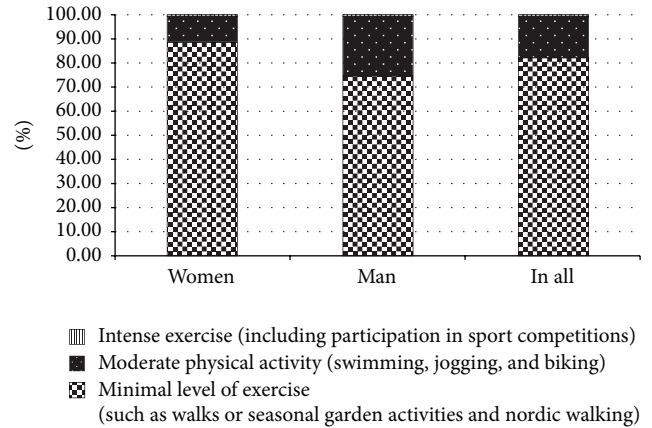 100.00
90.00
80.00
70.00
60.00
50.00
40.00
30.00
20.00
10.00
0.00
(%)
Women Man In all
Intense exercise (including participation in sport competitions)
Moderate physical activity (swimming, jogging, and biking)
Minimal level of exercise
(such as walks or seasonal garden activities and nordic walking)